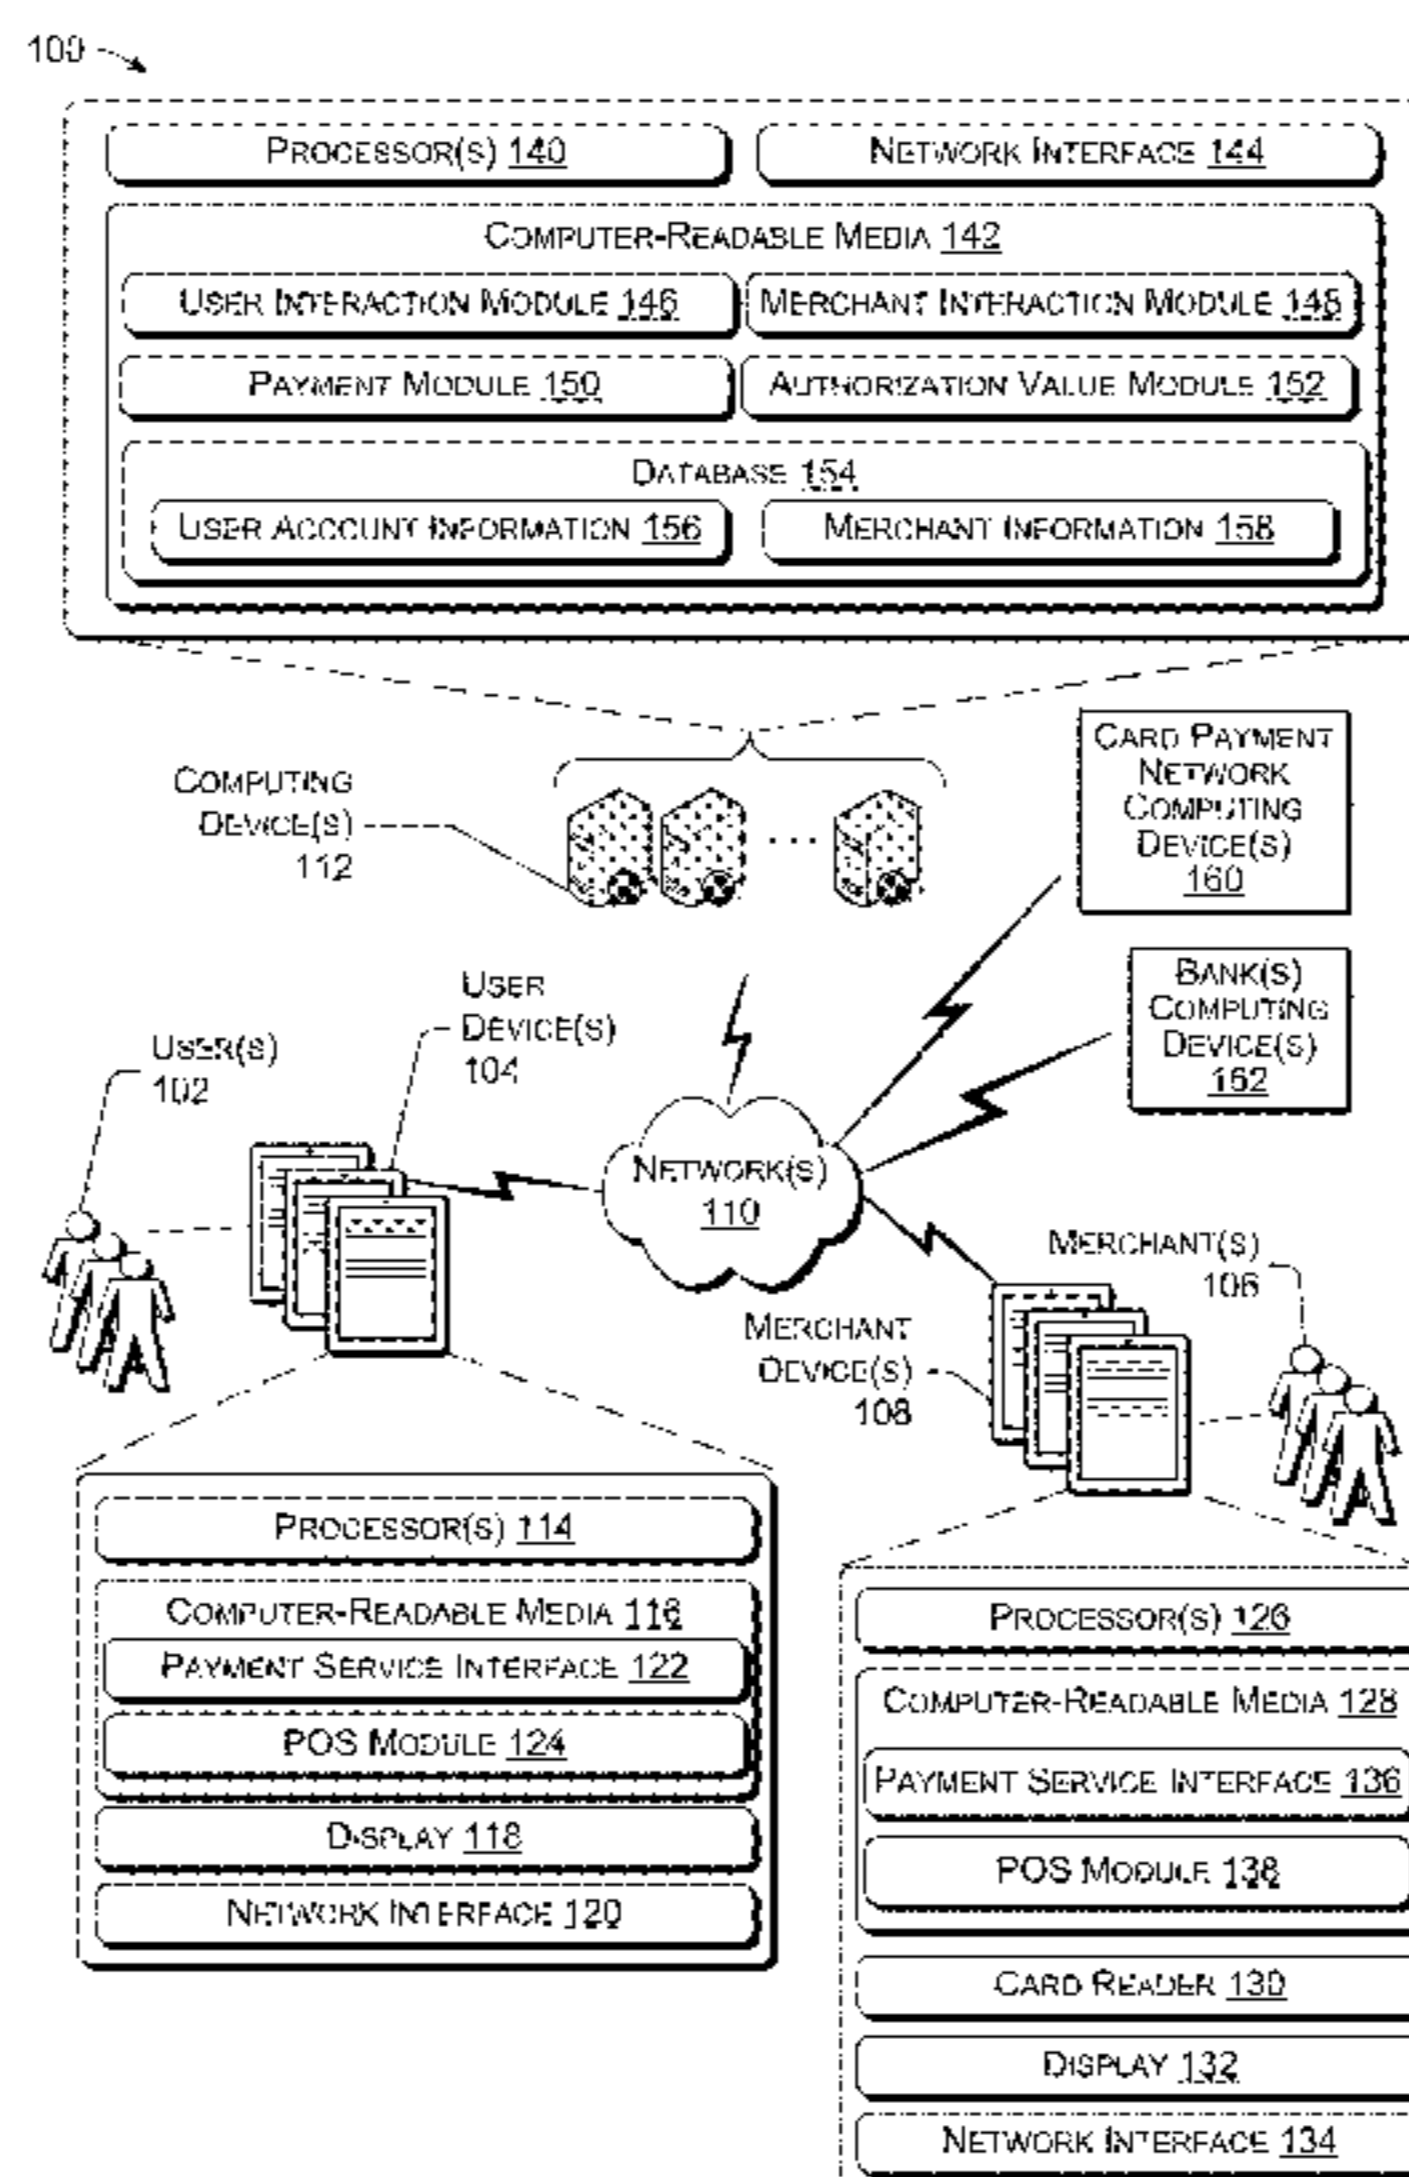 100
PROCESSOR(S) 140
NETWORK INTERFACE 144
COMPUTER-READABLE MEDIA 142
USER INTERACTION MODULE 146
MERCHANT INTERACTION MODULE 148
PAYMENT MODULE 150
AUTHORIZATION VALUE MODULE 152
DATABASE 154
USER ACCOUNT INFORMATION 156
MERCHANT INFORMATION 158
COMPUTING
DEVICE(S)
112
CARD PAYMENT
NETWORK
COMPUTING
DEVICE(S)
160
BANK(S)
COMPUTING
DEVICE(S)
162
USER
DEVICE(S)
104
USER(S)
102
NETWORK(S)
110
MERCHANT(S)
106
MERCHANT
DEVICE(S)
108
PROCESSOR(S) 114
COMPUTER-READABLE MEDIA 116
PAYMENT SERVICE INTERFACE 122
POS MODULE 124
DISPLAY 118
NETWORK INTERFACE 120
PROCESSOR(S) 126
COMPUTER-READABLE MEDIA 128
PAYMENT SERVICE INTERFACE 136
POS MODULE 138
CARD READER 130
DISPLAY 132
NETWORK INTERFACE 134